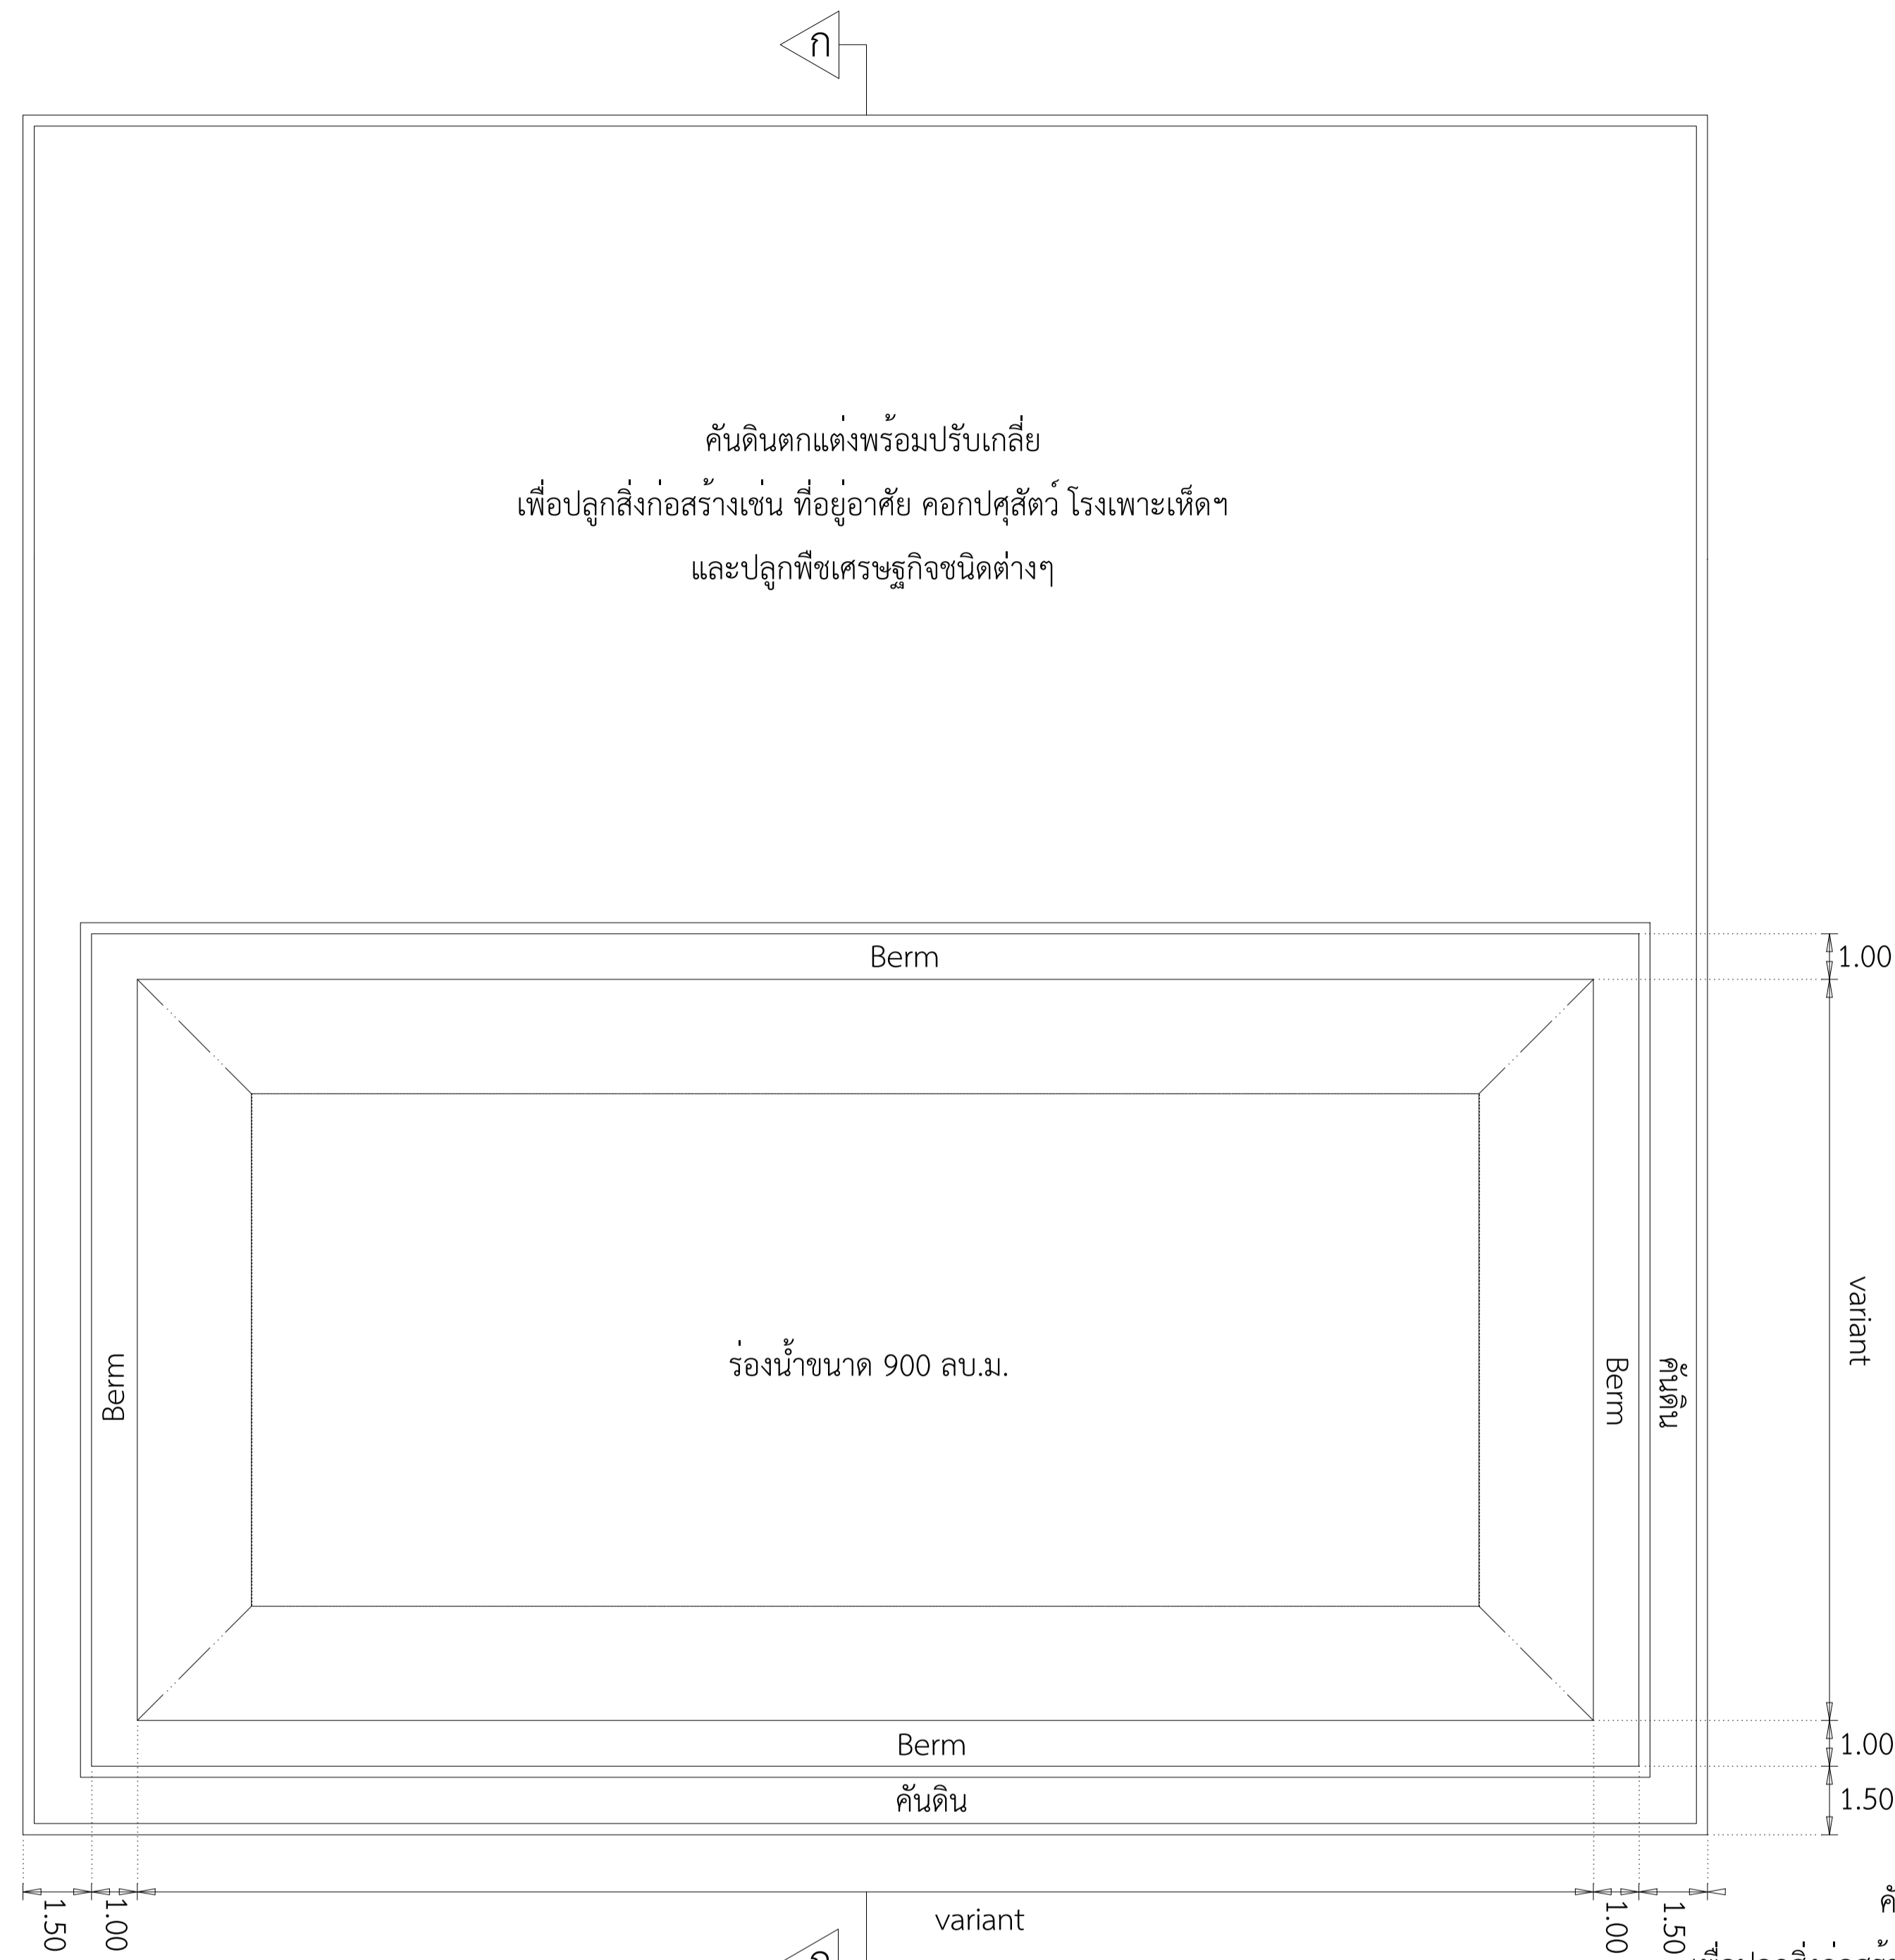 ก
คันดินตกแต่งพร้อมปรับเกลี่ย
เพื่อปลูกสิ่งก่อสร้างเช่น ที่อยู่อาศัย คอกปศุสัตว์ โรงเพาะเห็ดฯ
และปลูกพืชเศรษฐกิจชนิดต่างๆ
Berm
1.00
variant
ร่องน้ำขนาด 900 ลบ.ม.
Berm
Berm
คันดิน
Berm
1.00
คันดิน
1.50
1.50
1.00
variant
1.00
1.50